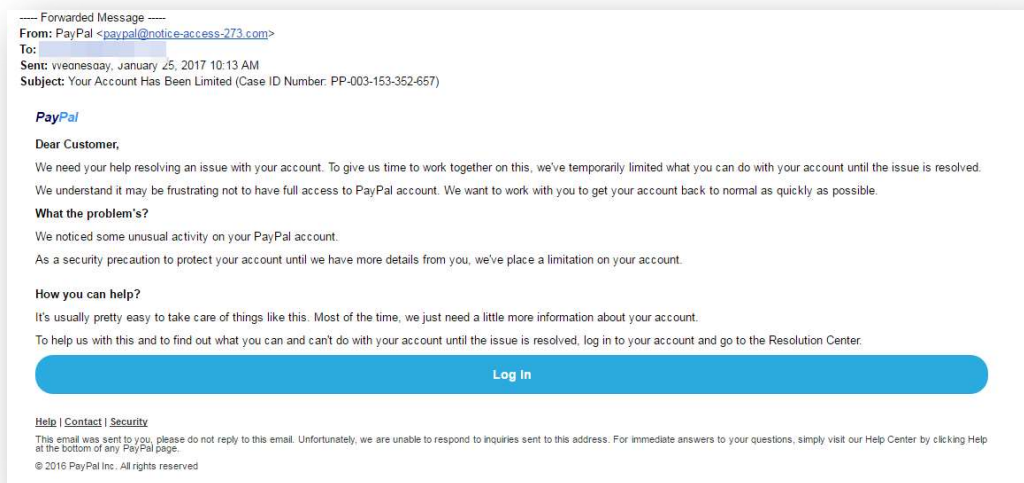 ----- Forwarded Message -----
From: PayPal <paypal@notice-access-273.com>
To:
Sent: Wednesday, January 25, 2017 10:13 AM
Subject: Your Account Has Been Limited (Case ID Number: PP-003-153-352-657)
PayPal
Dear Customer,
We need your help resolving an issue with your account. To give us time to work together on this, we've temporarily limited what you can do with your account until the issue is resolved.
We understand it may be frustrating not to have full access to PayPal account. We want to work with you to get your account back to normal as quickly as possible.
What the problem's?
We noticed some unusual activity on your PayPal account.
As a security precaution to protect your account until we have more details from you, we've place a limitation on your account.
How you can help?
It's usually pretty easy to take care of things like this. Most of the time, we just need a little more information about your account.
To help us with this and to find out what you can and can't do with your account until the issue is resolved, log in to your account and go to the Resolution Center.
Log In
Help | Contact | Security
This email was sent to you, please do not reply to this email. Unfortunately, we are unable to respond to inquiries sent to this address. For immediate answers to your questions, simply visit our Help Center by clicking Help
at the bottom of any PayPal page.
© 2016 PayPal Inc. All rights reserved